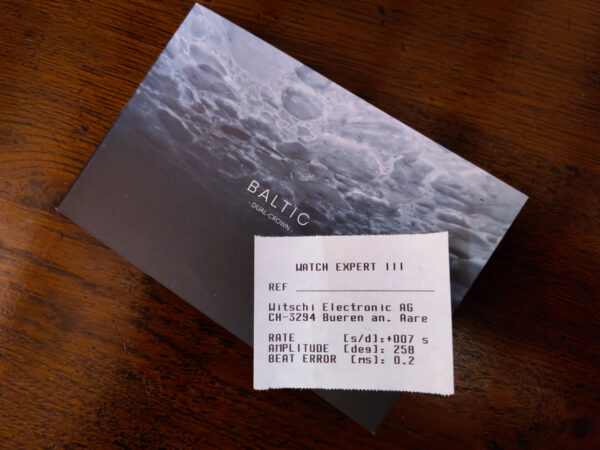 BALTIC
- DUAL-CROWN -
WATCH EXPERT III
REF
Witschi Electronic AG
CH-3294 Bueren an. Aare
RATE [s/d]:+007 s
AMPLITUDE [deg]: 258
BEAT ERROR [ms]: 0.2